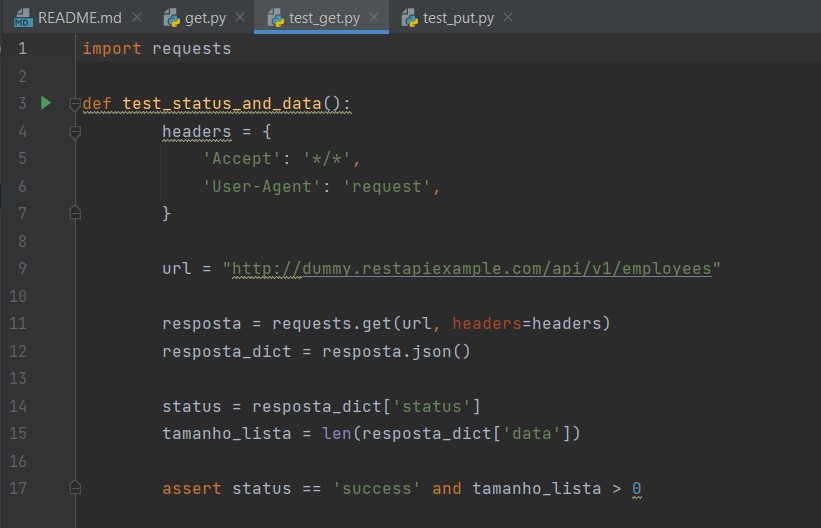 README.md get.py test_get.py test_put.py
1 import requests
2
3 def test_status_and_data():
4 headers = {
5 'Accept': '*/*',
6 'User-Agent': 'request',
7 }
8
9 url = "http://dummy.restapiexample.com/api/v1/employees"
10
11 resposta = requests.get(url, headers=headers)
12 resposta_dict = resposta.json()
13
14 status = resposta_dict['status']
15 tamanho_lista = len(resposta_dict['data'])
16
17 assert status == 'success' and tamanho_lista > 0